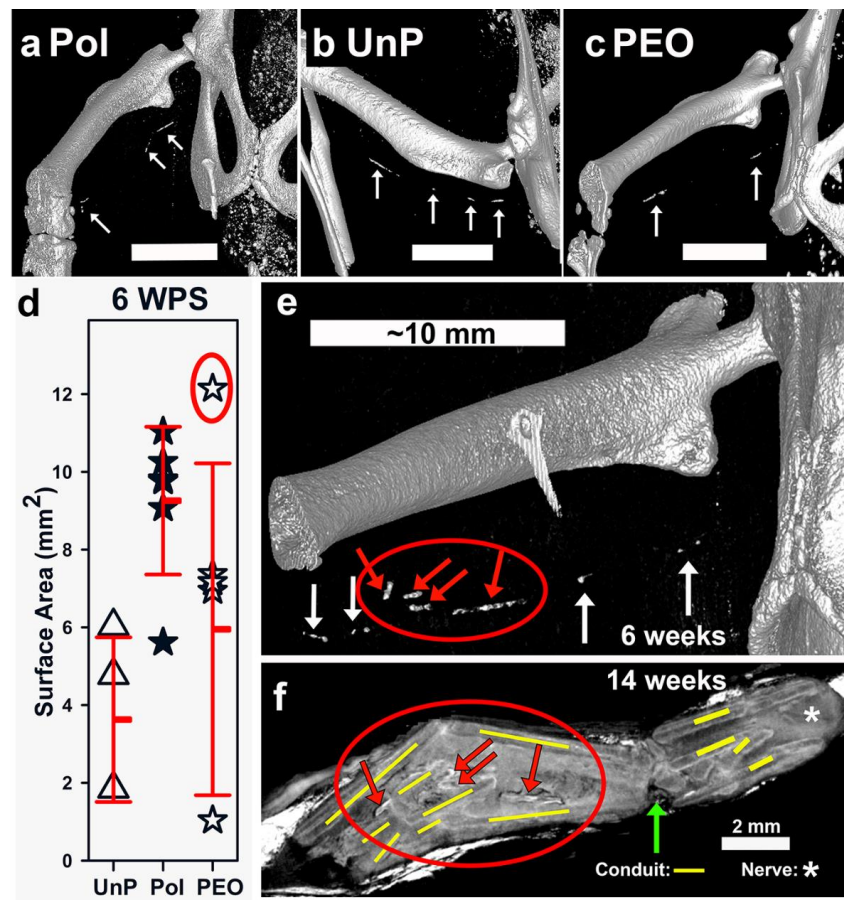 a Pol
b UnP
c PEO
d
6 WPS
Surface Area (mm²)
12
10
8
6
4
2
0
UnP Pol PEO
e
~10 mm
6 weeks
f
14 weeks
*
2 mm
Conduit: Nerve: *